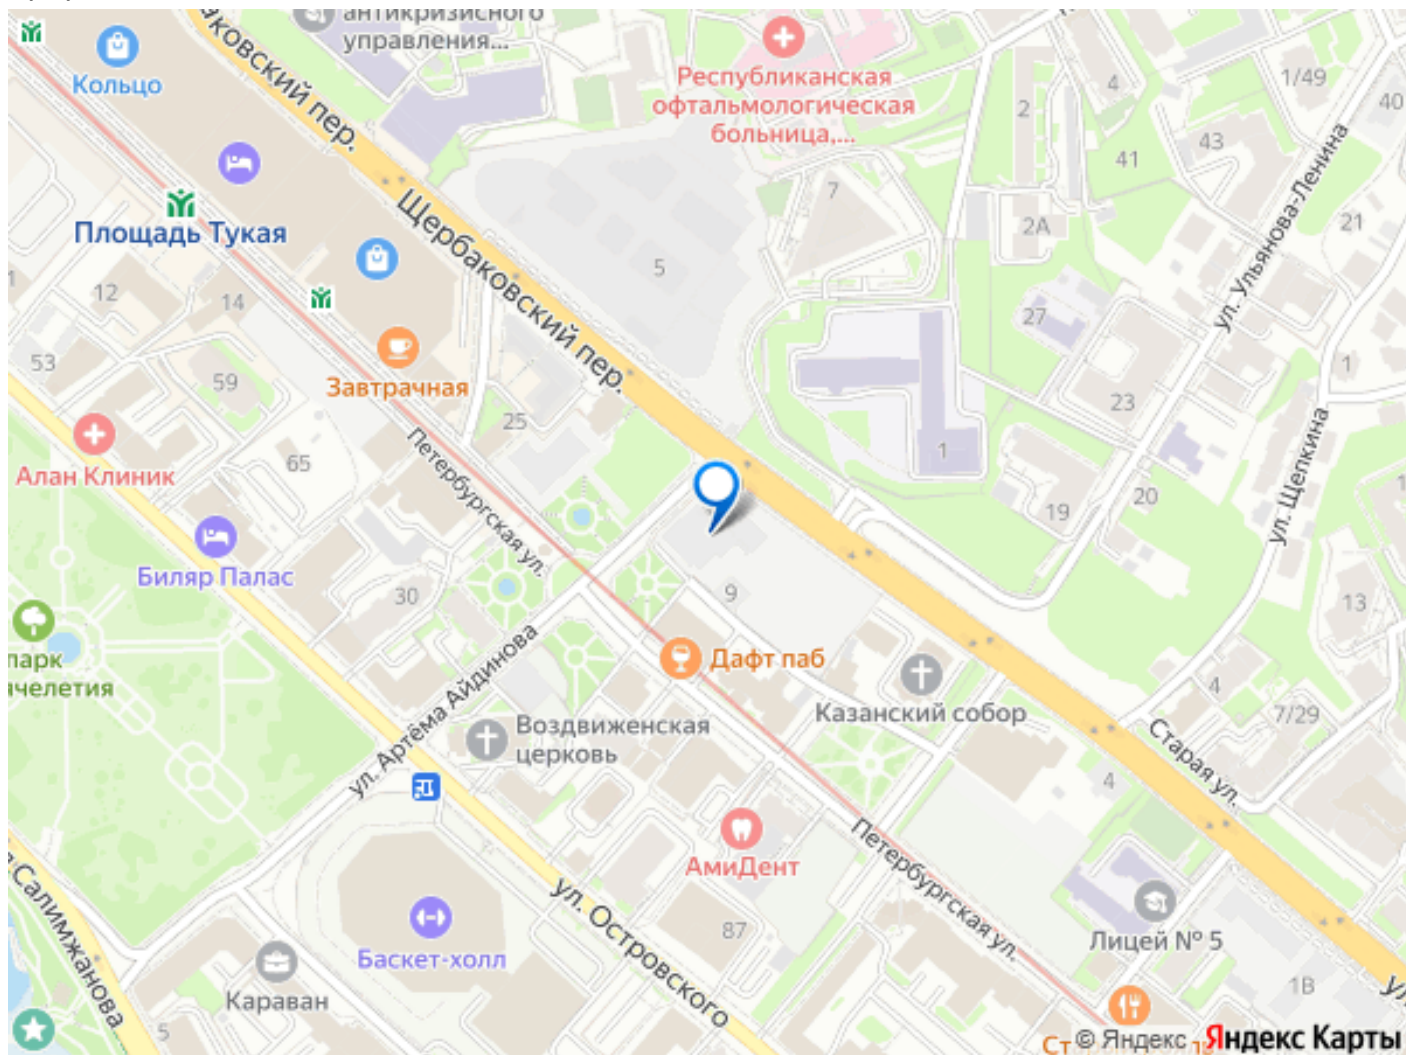 антикризисного
управления...
Кольцо
Республиканская
офтальмологическая
больница,...
аковский пер.
Щербаковский пер.
Площадь Тукая
Завтрачная
Алан Клиник
Биляр Палас
парк
ячелетия
Петербургская ул.
ул. Артёма Айдинова
Воздвиженская
церковь
Дафт паб
Казанский собор
АмиДент
Петербургская ул.
ул. Островского
Баскет-холл
Караван
Салимжанова
Лицей № 5
Старая ул.
ул. Щепкина
ул. Ульянова-Ленина
4
1/49
40
2
43
41
7
2А
21
5
12
14
27
53
59
1
23
25
65
1
19
20
30
9
13
4
7/29
4
87
1В
5
Ст
© Яндекс
Яндекс Карты